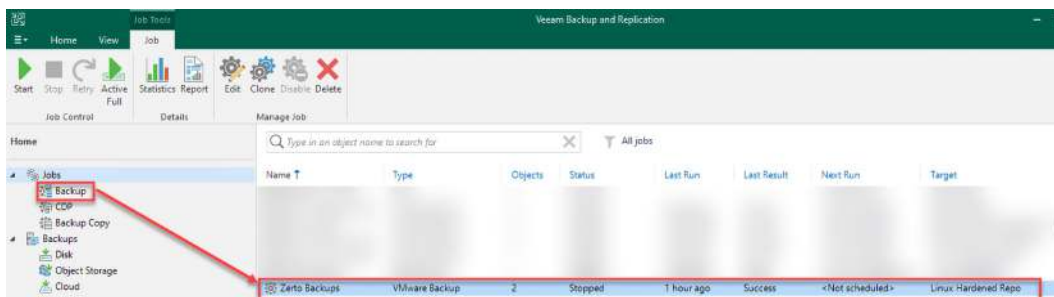 Job Tools
Veeam Backup and Replication
Home View Job
Start Stop Retry Active Full Statistics Report Edit Clone Disable Delete
Job Control Details Manage Job
Home
Type in an object name to search for
All jobs
Jobs
Name Type Objects Status Last Run Last Result Next Run Target
Backup
CDP
Backup Copy
Backups
Disk
Object Storage
Cloud
Zerto Backups VMware Backup 2 Stopped 1 hour ago Success <Not scheduled> Linux Hardened Repo